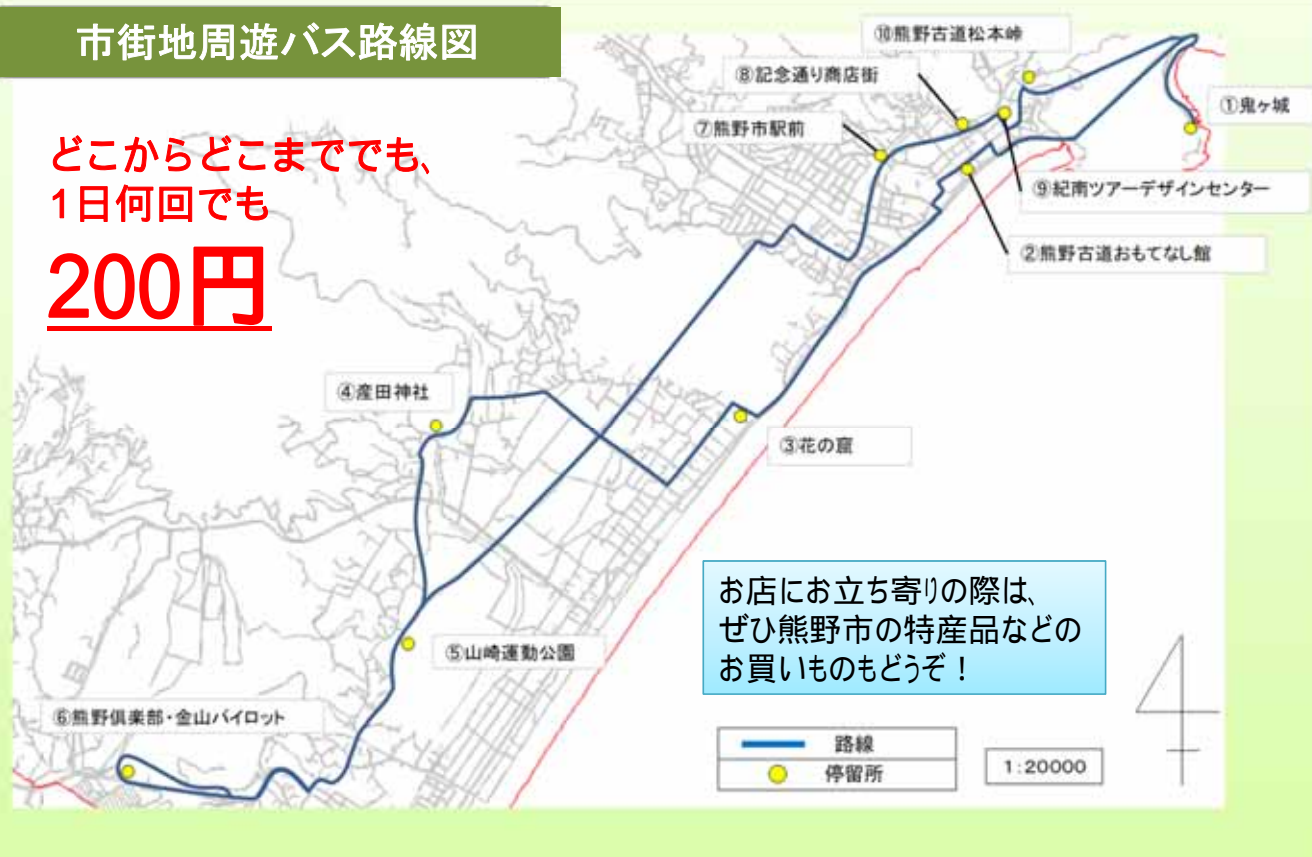 市街地周遊バス路線図
どこからどこまででも、
1日何回でも
200円
⑩熊野古道松本峠
⑧記念通り商店街
⑦熊野市駅前
①鬼ヶ城
⑨紀南ツアーデザインセンター
②熊野古道おもてなし館
④産田神社
③花の窟
⑤山崎運動公園
⑥熊野倶楽部・金山パイロット
お店にお立ち寄りの際は、
ぜひ熊野市の特産品などの
お買いものもどうぞ！
路線
停留所
1:20000